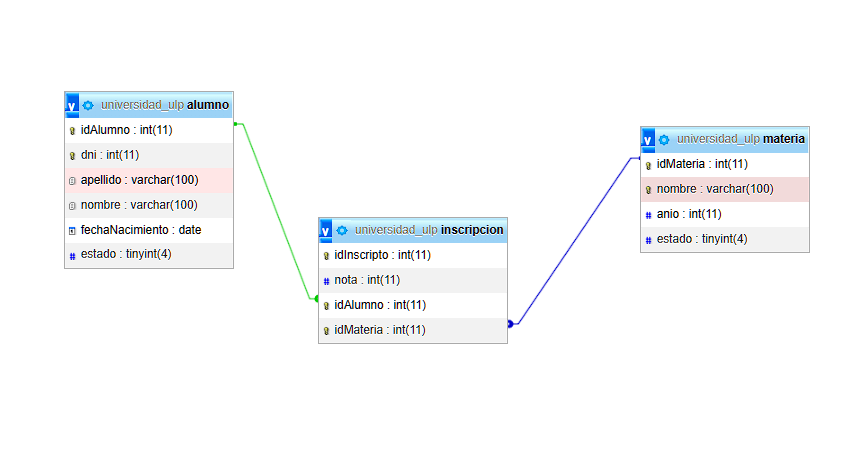 universidad_ulp alumno
idAlumno : int(11)
dni : int(11)
apellido : varchar(100)
nombre : varchar(100)
fechaNacimiento : date
estado : tinyint(4)
universidad_ulp inscripcion
idInscripto : int(11)
nota : int(11)
idAlumno : int(11)
idMateria : int(11)
universidad_ulp materia
idMateria : int(11)
nombre : varchar(100)
anio : int(11)
estado : tinyint(4)